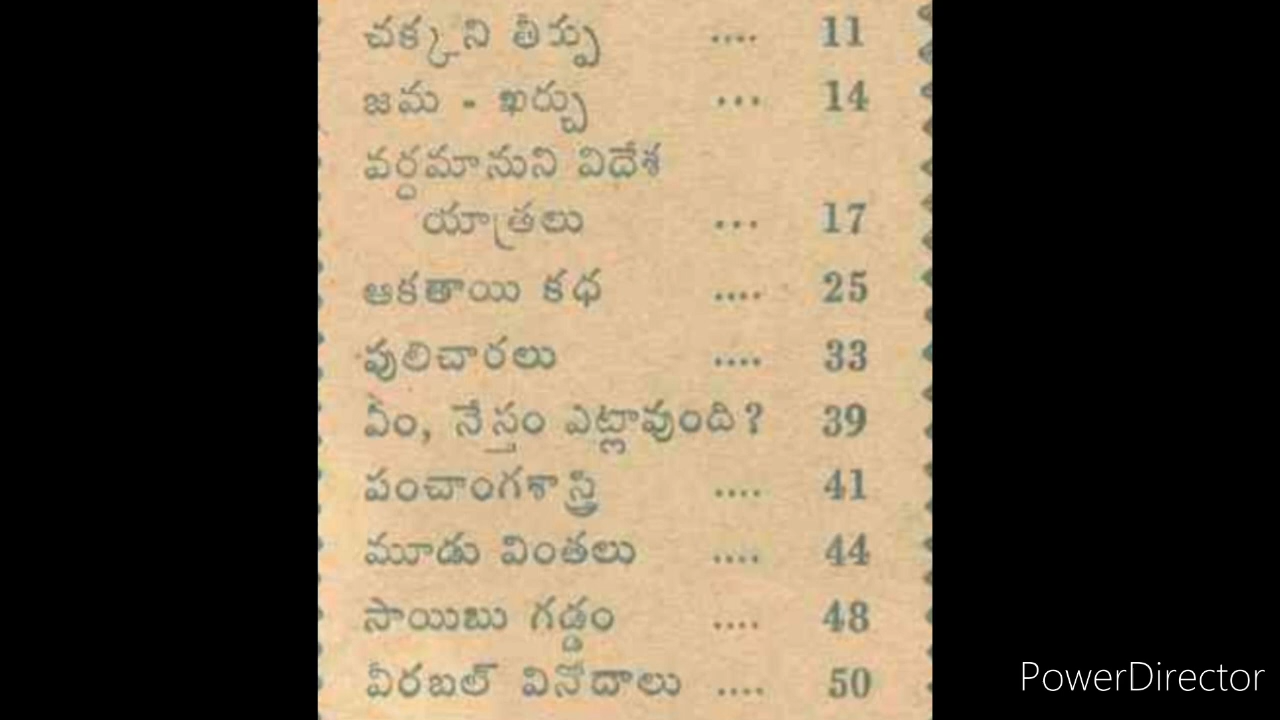 చక్కని తీర్పు .... 11
జమ - ఖర్చు ... 14
వర్ధమానుని విదేశ
యాత్రలు ... 17
ఆకతాయి కధ .... 25
పులిచారలు .... 33
ఏం, నేస్తం ఎట్లావుంది? 39
పంచాంగశాస్త్రి .... 41
మూడు వింతలు .... 44
సాయిబు గడ్డం .... 48
వీరబల్ వినోదాలు .... 50
PowerDirector